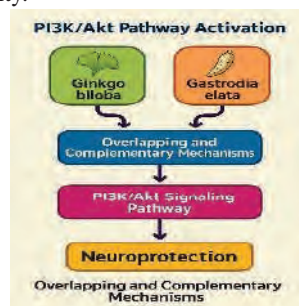 ity.
PI3K/Akt Pathway Activation
Ginkgo
biloba
Gastrodia
elata
Overlapping and
Complementary Mechanisms
PI3K/Akt Signaling
Pathway
Neuroprotection
Overlapping and Complementary
Mechanisms